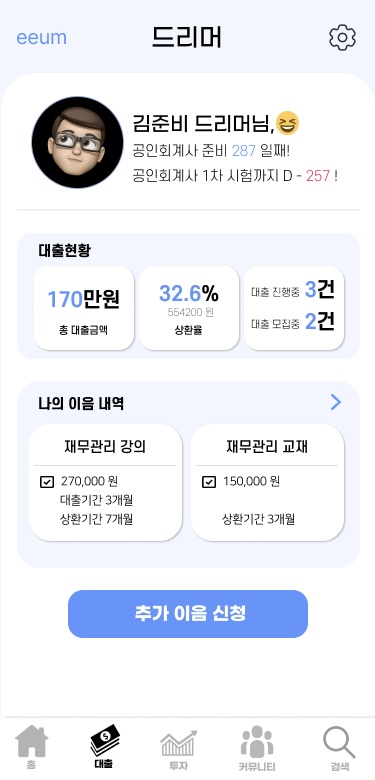 eeum
드리머
김준비 드리머님,😆
공인회계사 준비 287 일째!
공인회계사 1차 시험까지 D - 257 !
대출현황
170만원
총 대출금액
32.6%
554200 원
상환율
대출 진행중 3건
대출 모집중 2건
나의 이음 내역
재무관리 강의
270,000 원
대출기간 3개월
상환기간 7개월
재무관리 교재
150,000 원
상환기간 3개월
추가 이음 신청
홈
대출
투자
커뮤니티
검색